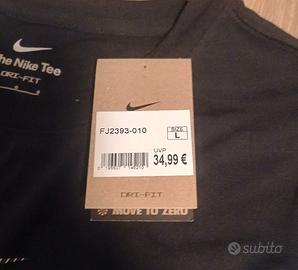 The Nike Tee
DRI-FIT
FJ2393-010
SIZE
L
UVP
34,99 €
DRI-FIT
MOVE TO ZERO
subito